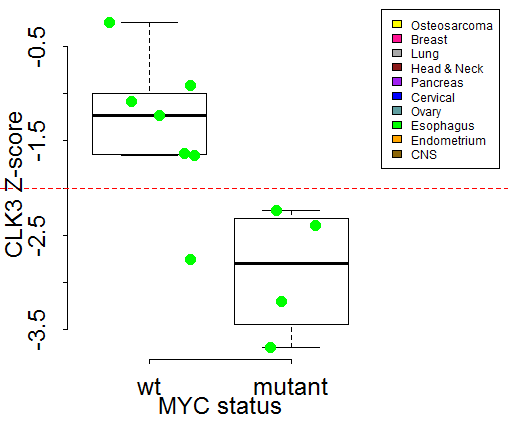 Osteosarcoma
Breast
Lung
Head & Neck
Pancreas
Cervical
Ovary
Esophagus
Endometrium
CNS
CLK3 Z-score
-0.5
-1.5
-2.5
-3.5
wt mutant
MYC status